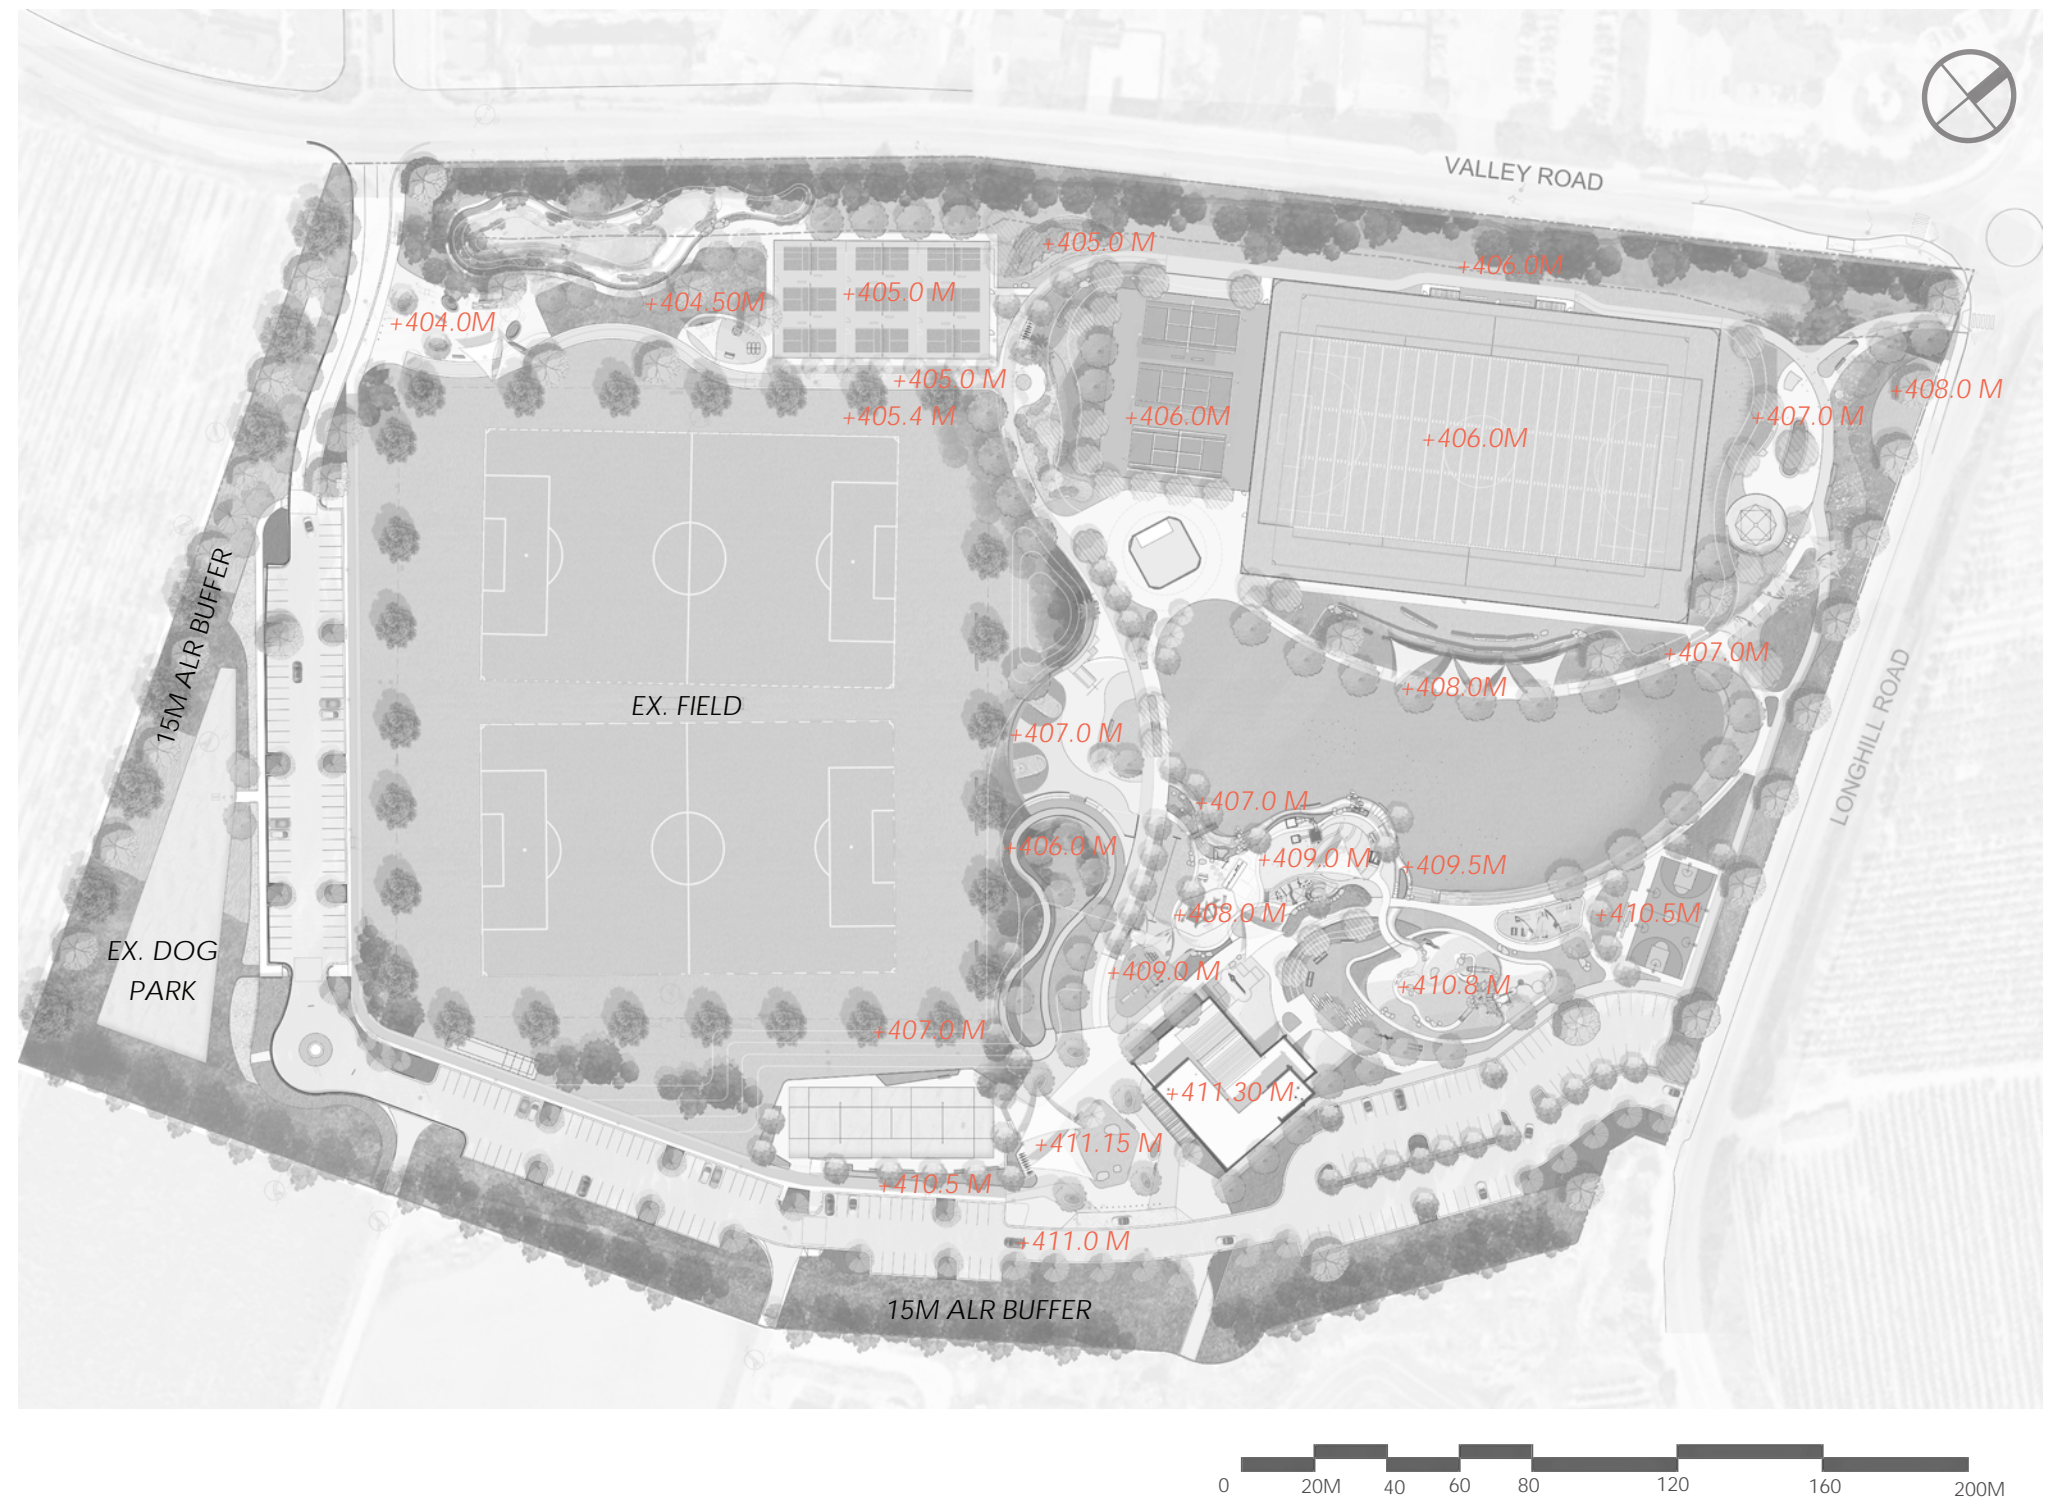 VALLEY ROAD
+405.0 M
+406.0M
+404.50M
+405.0 M
+404.0M
+405.0 M
+405.4 M
+406.0M
+406.0M
+407.0 M
+408.0 M
15M ALR BUFFER
EX. FIELD
+407.0M
+408.0M
LONGHILL ROAD
+407.0 M
+407.0 M
+406.0 M
+409.0 M
+409.5M
+408.0 M
+410.5M
EX. DOG
PARK
+409.0 M
+410.8 M
+407.0 M
+411.30 M
+411.15 M
+410.5 M
+411.0 M
15M ALR BUFFER
0 20M 40 60 80 120 160 200M